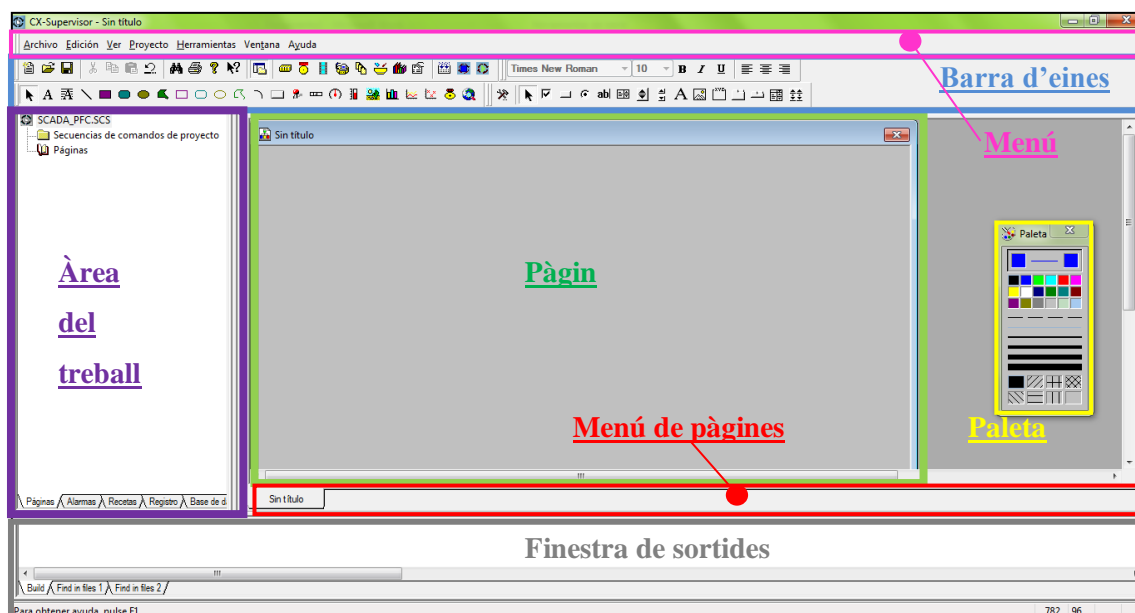 CX-Supervisor - Sin título
Archivo Edición Ver Proyecto Herramientas Ventana Ayuda
Times New Roman 10 B I U
Barra d'eines
Menú
SCADA_PFC.SCS
Secuencias de comandos de proyecto
Páginas
Sin título
Paleta
Àrea
del
treball
Pàgin
Menú de pàgines
Paleta
Páginas Alarmas Recetas Registro Base de d
Sin título
Finestra de sortides
Build Find in files 1 Find in files 2
Para obtener ayuda, pulse F1
782 96